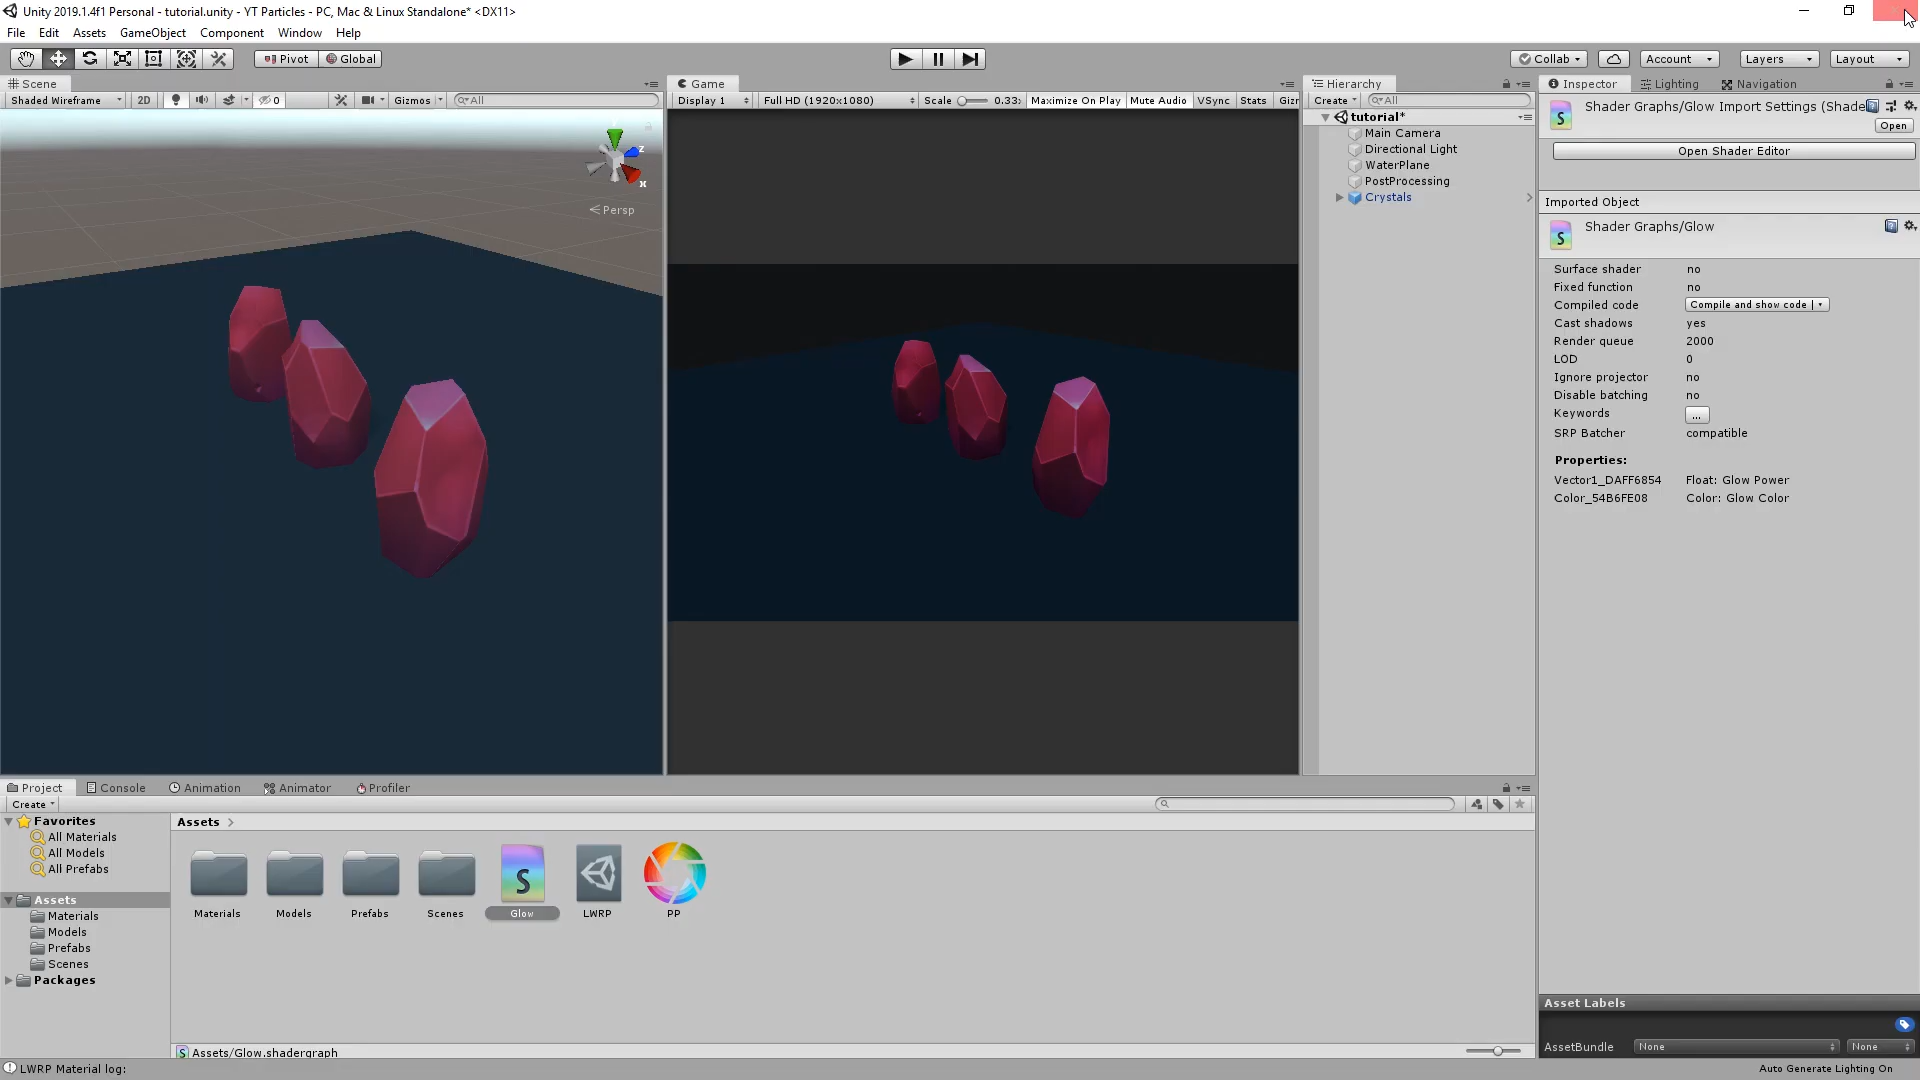 Unity 2019.1.4f1 Personal - tutorial.unity - YT Particles - PC, Mac & Linux Standalone* <DX11>
File Edit Assets GameObject Component Window Help
Pivot Global Collab Account Layers Layout
Scene
Shaded Wireframe 2D 0 Gizmos All
Game
Display 1 Full HD (1920x1080) Scale 0.33 Maximize On Play Mute Audio VSync Stats Giz
Hierarchy
Create All
tutorial*
Main Camera
Directional Light
WaterPlane
PostProcessing
Crystals
z
x
Persp
Inspector Lighting Navigation
Shader Graphs/Glow Import Settings (Shade
S
Open
Open Shader Editor
Imported Object
Shader Graphs/Glow
S
Surface shader no
Fixed function no
Compiled code Compile and show code
Cast shadows yes
Render queue 2000
LOD 0
Ignore projector no
Disable batching no
Keywords ...
SRP Batcher compatible
Properties:
Vector1_DAFF6854 Float: Glow Power
Color_54B6FE08 Color: Glow Color
Project Console Animation Animator Profiler
Create
Favorites
All Materials
All Models
All Prefabs
Assets
Materials
Models
Prefabs
Scenes
Packages
Assets
S
Materials Models Prefabs Scenes Glow LWRP PP
S Assets/Glow.shadergraph
Asset Labels
AssetBundle None None
LWRP Material log:
Auto Generate Lighting On